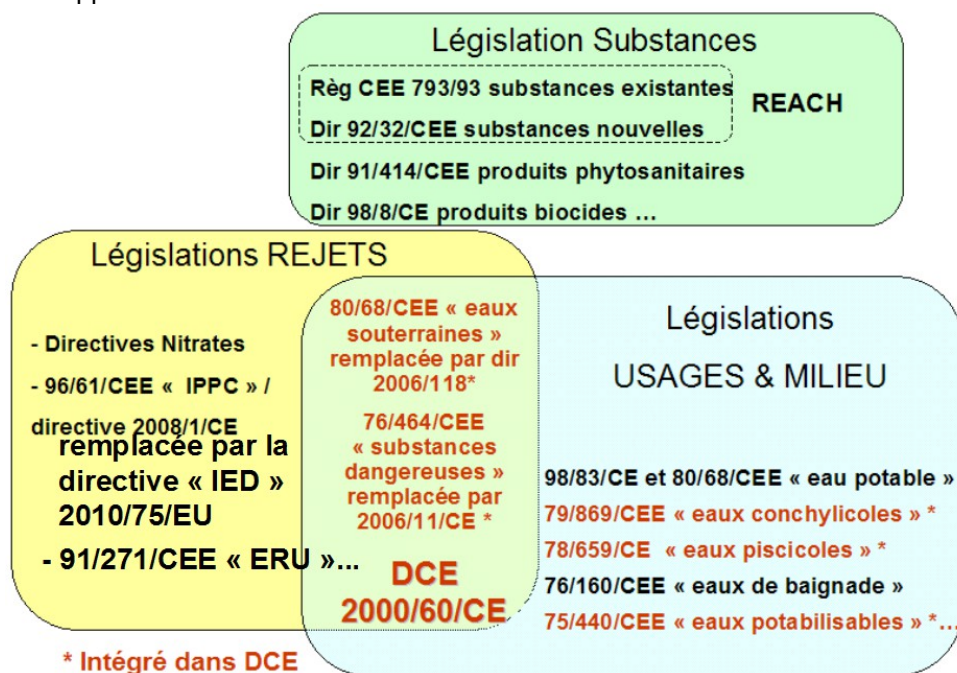 Législation Substances
Règ CEE 793/93 substances existantes
REACH
Dir 92/32/CEE substances nouvelles
Dir 91/414/CEE produits phytosanitaires
Dir 98/8/CE produits biocides ...
Législations REJETS
- Directives Nitrates
- 96/61/CEE « IPPC » /
directive 2008/1/CE
remplacée par la
directive « IED »
2010/75/EU
- 91/271/CEE « ERU »...
80/68/CEE « eaux
souterraines »
remplacée par dir
2006/118*
76/464/CEE
« substances
dangereuses »
remplacée par
2006/11/CE *
DCE
2000/60/CE
Législations
USAGES & MILIEU
98/83/CE et 80/68/CEE « eau potable »
79/869/CEE « eaux conchylicoles » *
78/659/CE « eaux piscicoles » *
76/160/CEE « eaux de baignade »
75/440/CEE « eaux potabilisables » *...
* Intégré dans DCE